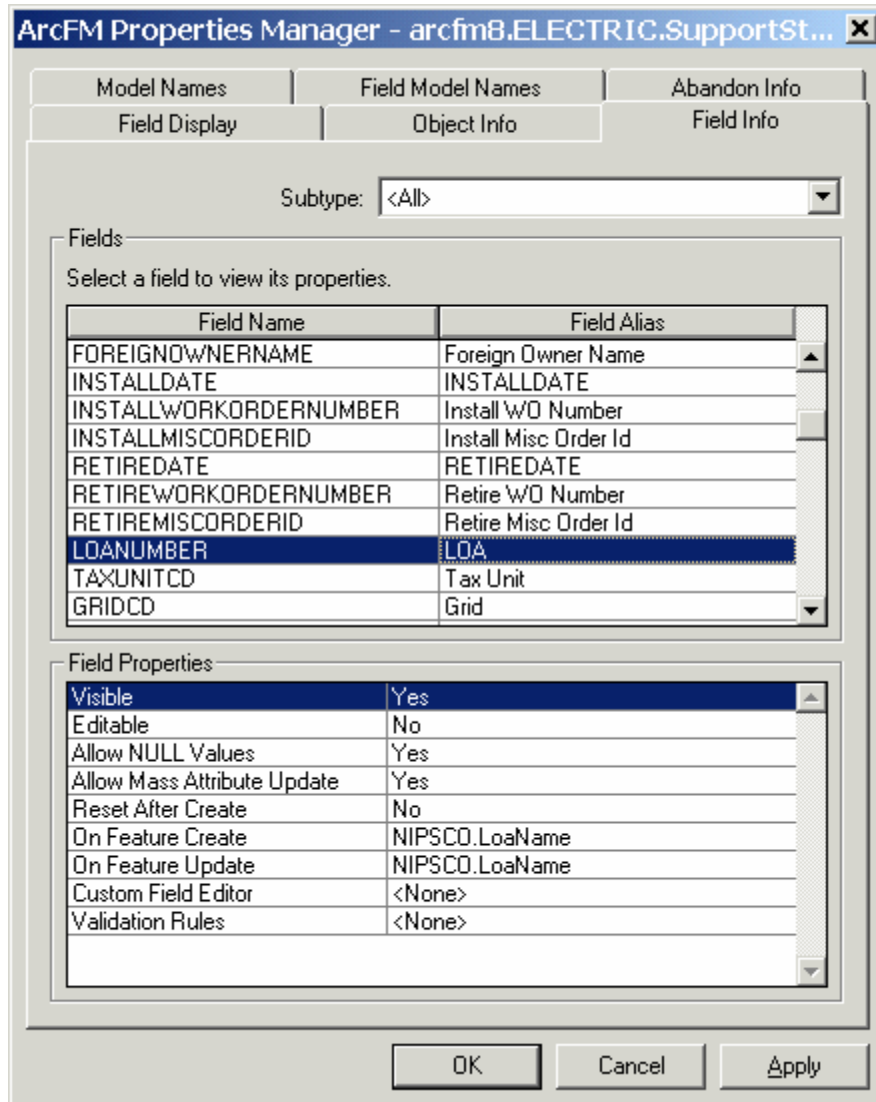 ArcFM Properties Manager - arcfm8.ELECTRIC.SupportSt...
Model Names Field Model Names Abandon Info
Field Display Object Info Field Info
Subtype: <All>
Fields
Select a field to view its properties.
Field Name Field Alias
FOREIGNOWNERNAME Foreign Owner Name
INSTALLDATE INSTALLDATE
INSTALLWORKORDERNUMBER Install WO Number
INSTALLMISCORDERID Install Misc Order Id
RETIREDATE RETIREDATE
RETIREWORKORDERNUMBER Retire WO Number
RETIREMISCORDERID Retire Misc Order Id
LOANUMBER LOA
TAXUNITCD Tax Unit
GRIDCD Grid
Field Properties
Visible Yes
Editable No
Allow NULL Values Yes
Allow Mass Attribute Update Yes
Reset After Create No
On Feature Create NIPSCO.LoaName
On Feature Update NIPSCO.LoaName
Custom Field Editor <None>
Validation Rules <None>
OK Cancel Apply